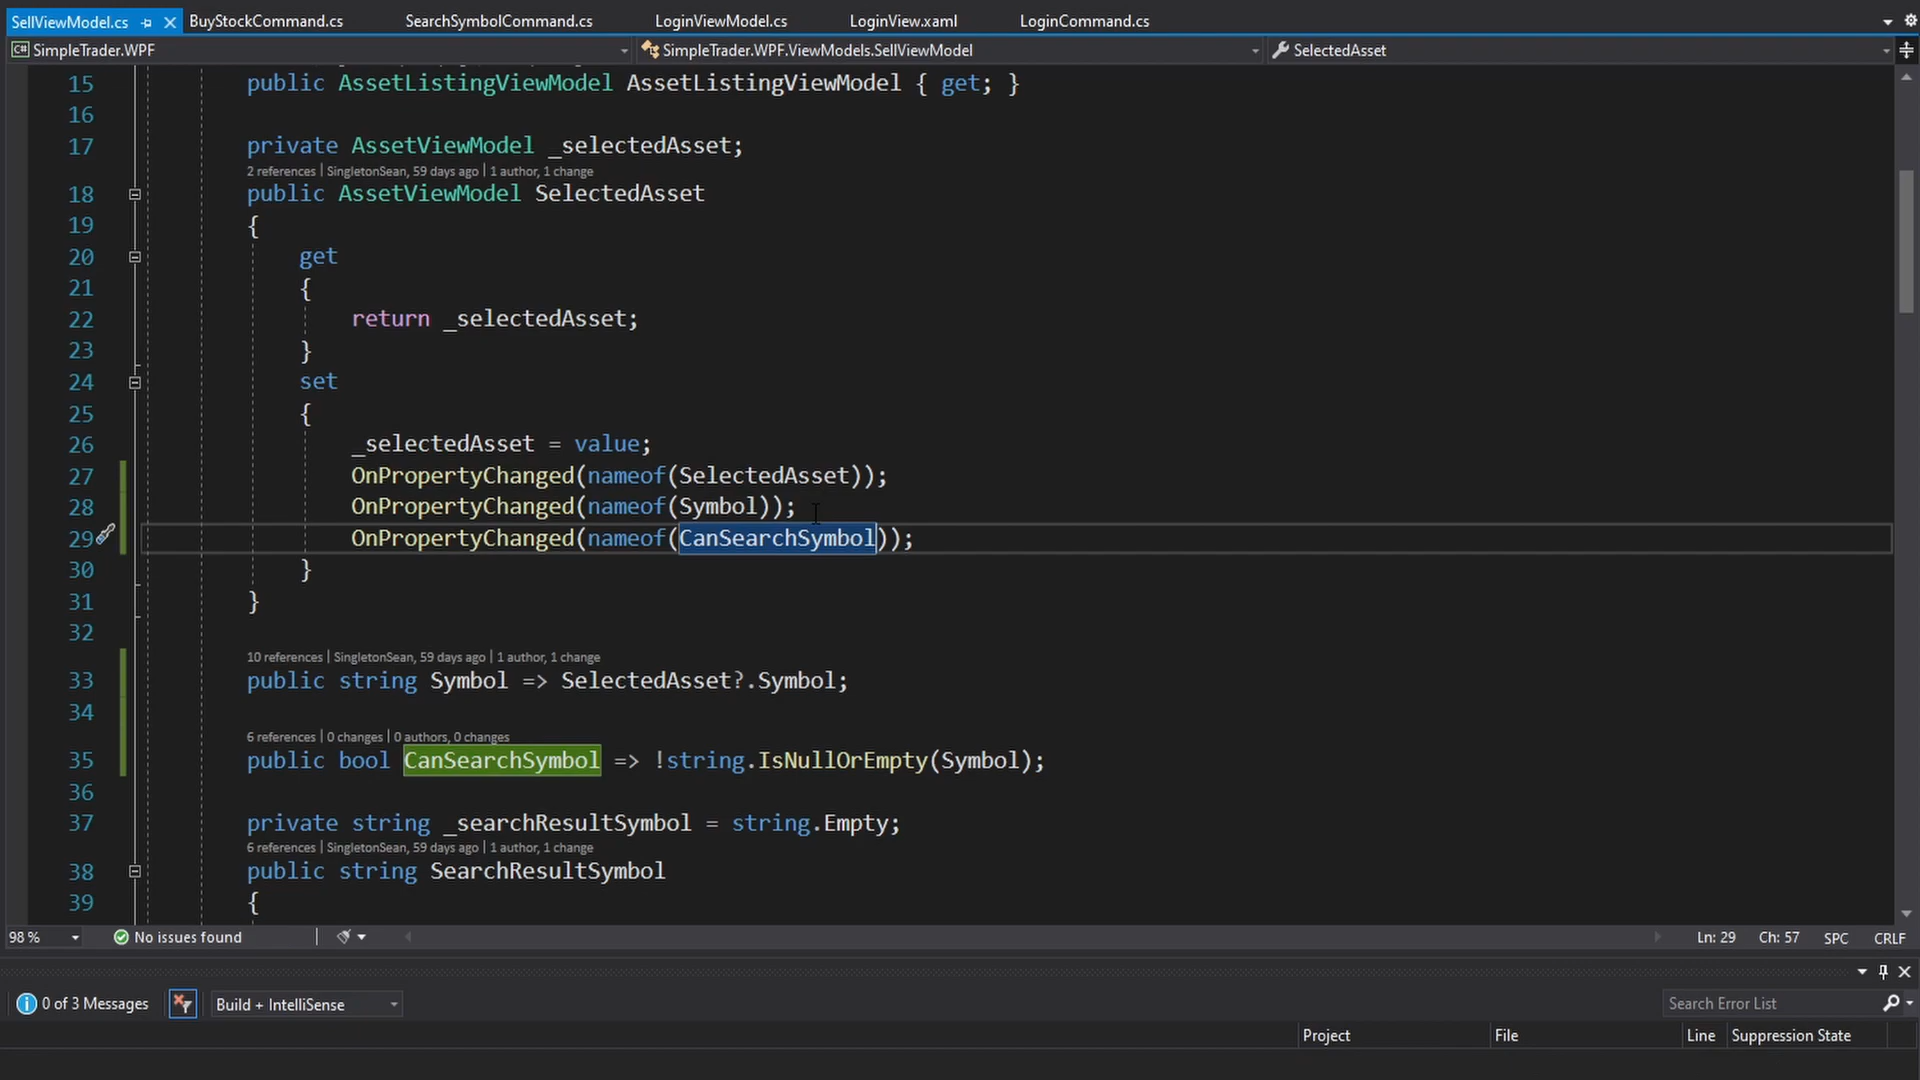 SellViewModel.cs BuyStockCommand.cs SearchSymbolCommand.cs LoginViewModel.cs LoginView.xaml LoginCommand.cs
C# SimpleTrader.WPF SimpleTrader.WPF.ViewModels.SellViewModel SelectedAsset
15 public AssetListingViewModel AssetListingViewModel { get; }
16
17 private AssetViewModel _selectedAsset;
2 references | SingletonSean, 59 days ago | 1 author, 1 change
18 public AssetViewModel SelectedAsset
19 {
20 get
21 {
22 return _selectedAsset;
23 }
24 set
25 {
26 _selectedAsset = value;
27 OnPropertyChanged(nameof(SelectedAsset));
28 OnPropertyChanged(nameof(Symbol));
29 OnPropertyChanged(nameof(CanSearchSymbol));
30 }
31 }
32
10 references | SingletonSean, 59 days ago | 1 author, 1 change
33 public string Symbol => SelectedAsset?.Symbol;
34
6 references | 0 changes | 0 authors, 0 changes
35 public bool CanSearchSymbol => !string.IsNullOrEmpty(Symbol);
36
37 private string _searchResultSymbol = string.Empty;
6 references | SingletonSean, 59 days ago | 1 author, 1 change
38 public string SearchResultSymbol
39 {
98 % No issues found Ln: 29 Ch: 57 SPC CRLF
0 of 3 Messages Build + IntelliSense Search Error List
Project File Line Suppression State